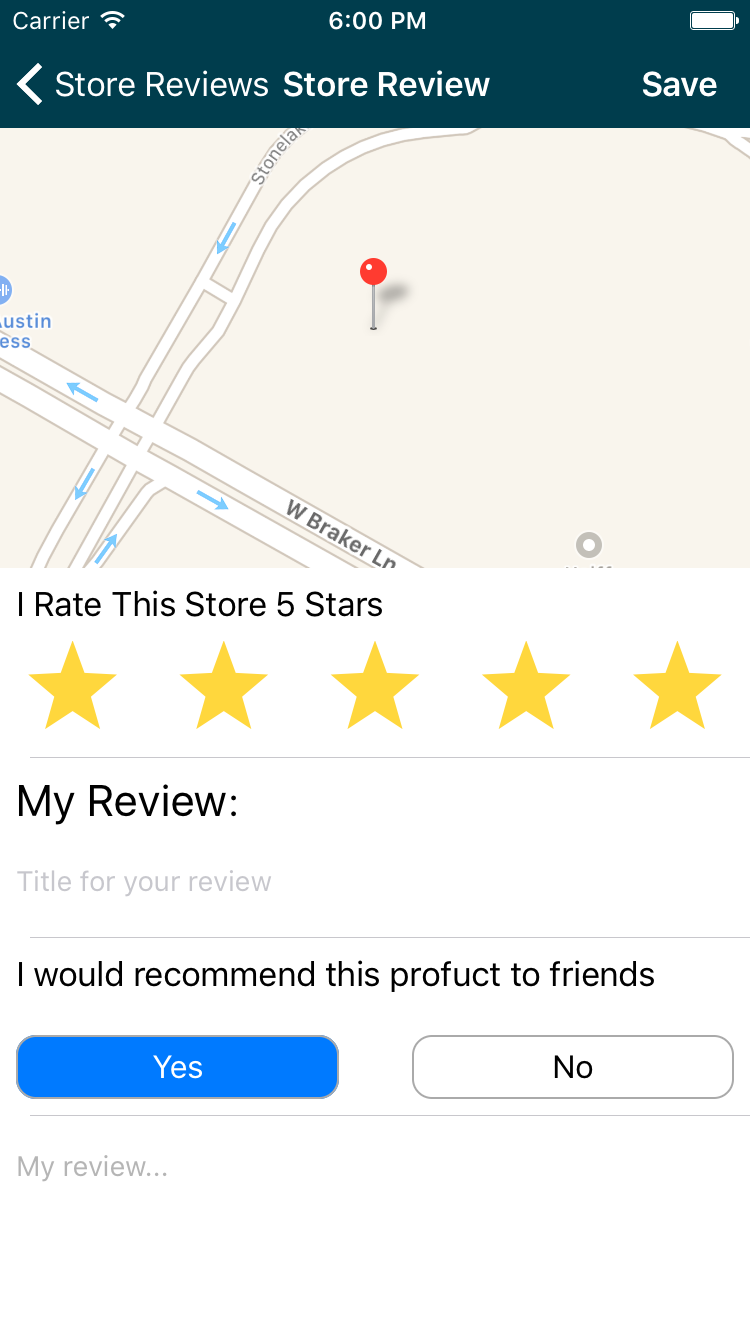 Carrier 6:00 PM
Store Reviews Store Review Save
Austin
ess
W Braker Ln
I Rate This Store 5 Stars
My Review:
Title for your review
I would recommend this profuct to friends
Yes No
My review...